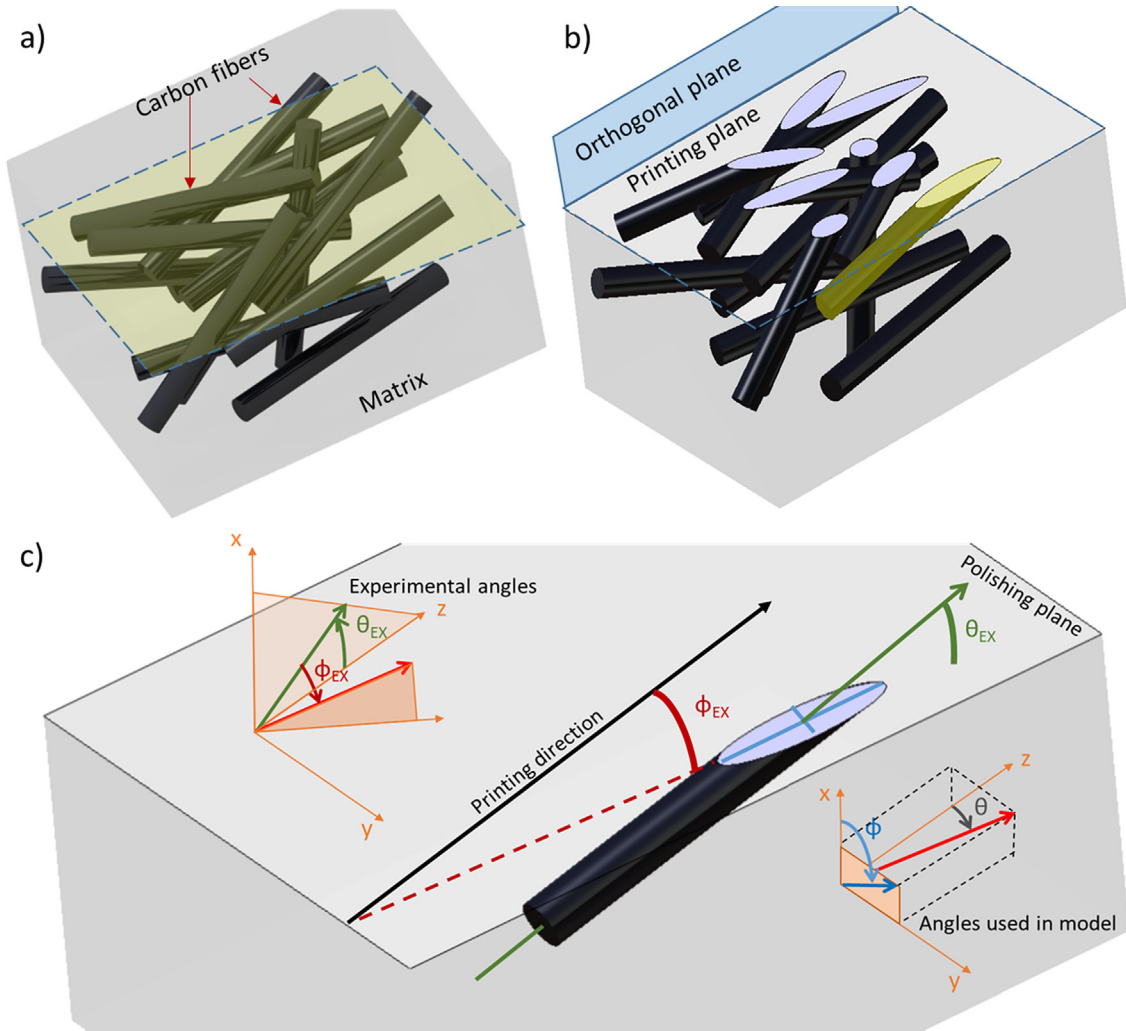 a)
Carbon fibers
Matrix
b)
Orthogonal plane
Printing plane
c)
x
Experimental angles
z
θEX
ϕEX
y
Printing direction
ϕEX
Polishing plane
θEX
x
z
ϕ
θ
Angles used in model
y